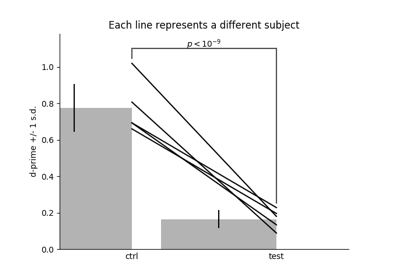 Each line represents a different subject
p < 10⁻⁹
d-prime +/- 1 s.d.
1.0
0.8
0.6
0.4
0.2
0.0
ctrl
test